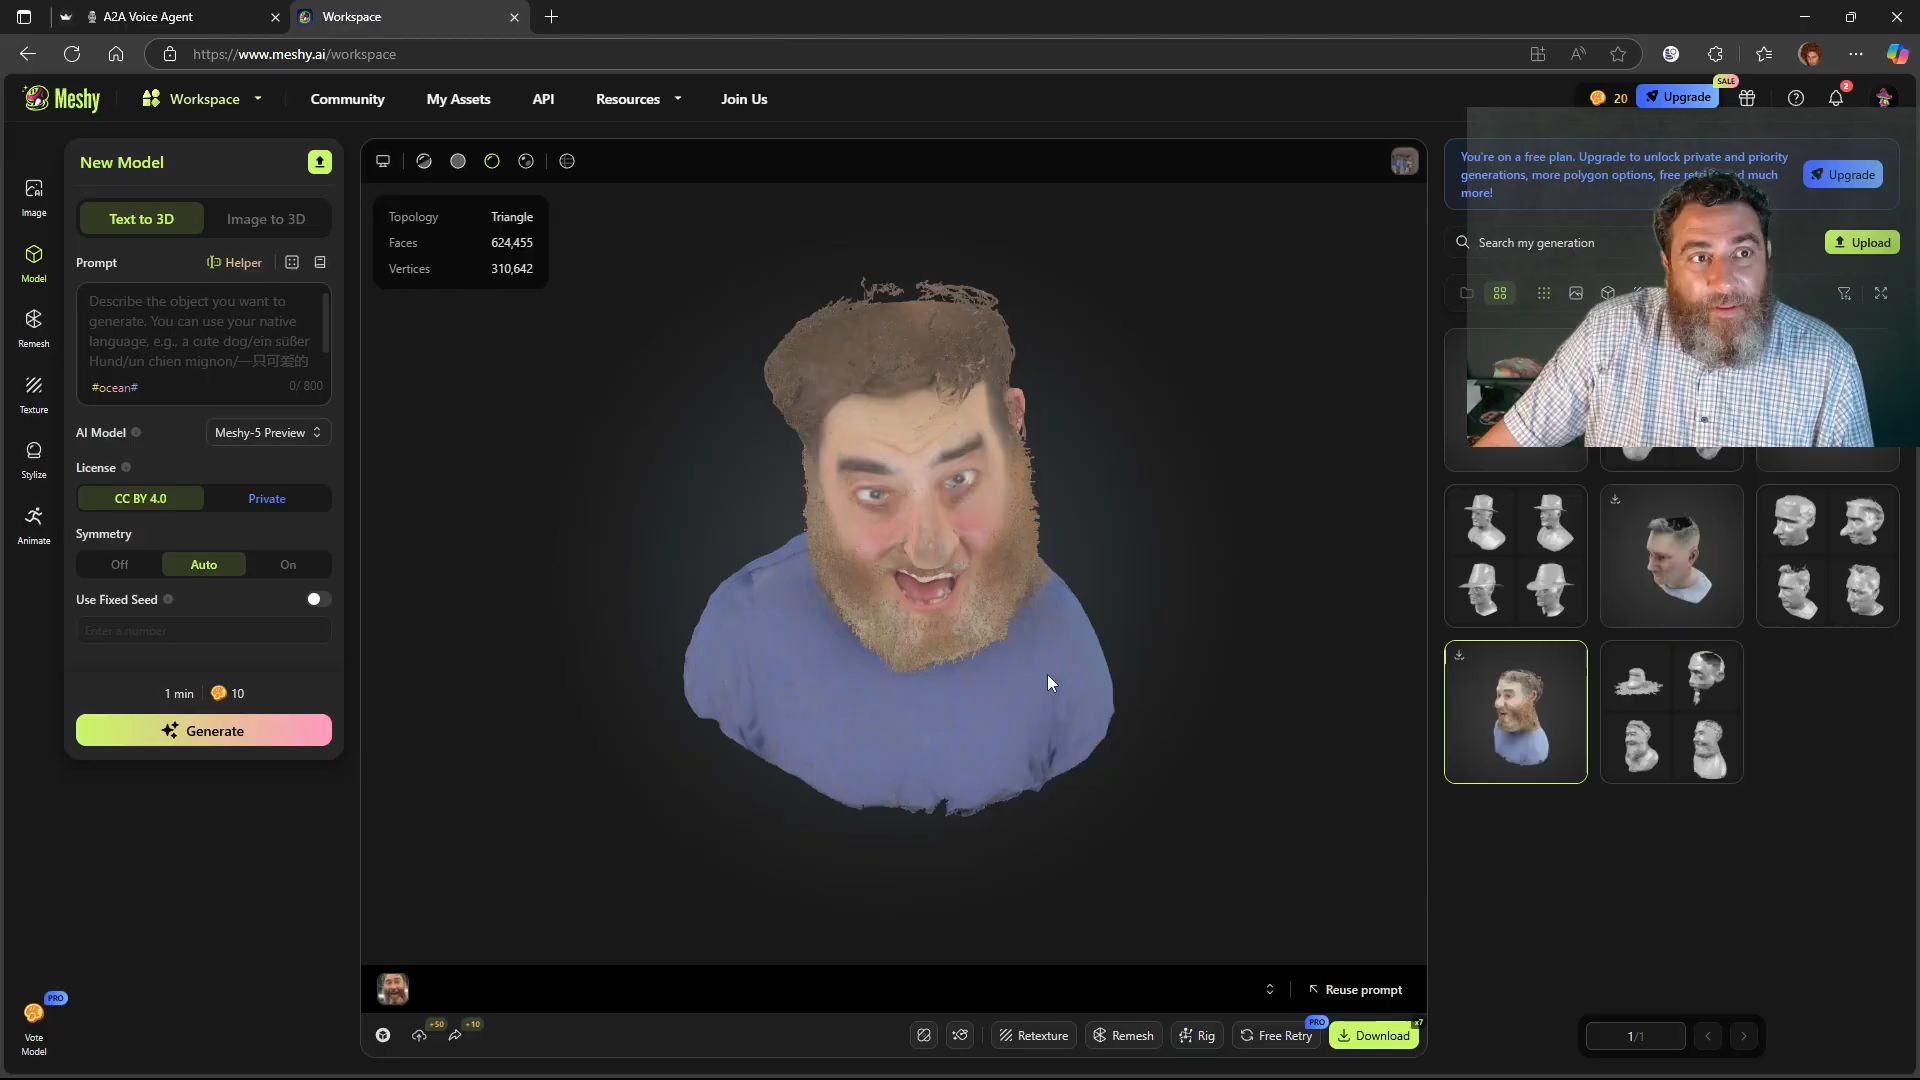 A2A Voice Agent
Workspace
https://www.meshy.ai/workspace
Meshy
Workspace
Community
My Assets
API
Resources
Join Us
20
SALE
Upgrade
2
New Model
You're on a free plan. Upgrade to unlock private and priority
generations, more polygon options, free d much
more!
Upgrade
Text to 3D
Image to 3D
Image
Model
Remesh
Texture
Stylize
Animate
Prompt
Helper
Describe the object you want to
generate. You can use your native
language, e.g., a cute dog/ein süßer
Hund/un chien mignon/一只可爱的
#ocean#
0/800
AI Model
Meshy-5 Preview
License
CC BY 4.0
Private
Symmetry
Off
Auto
On
Use Fixed Seed
Enter a number
1 min
10
Generate
Topology Triangle
Faces 624,455
Vertices 310,642
Search my generation
Upload
PRO
Vote
Model
Reuse prompt
+50
+10
Retexture
Remesh
Rig
PRO
Free Retry
x7
Download
1/1